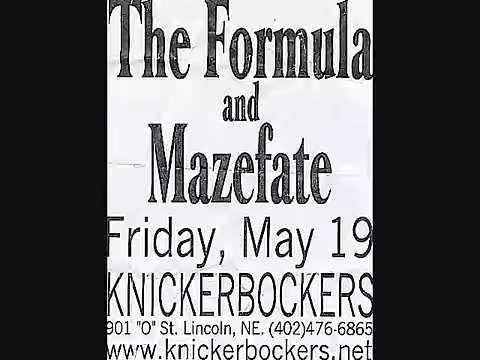 The Formula
and
Mazefate
Friday, May 19
KNICKERBOCKERS
901 "O" St. Lincoln, NE. (402)476-6865
www.knickerbockers.net